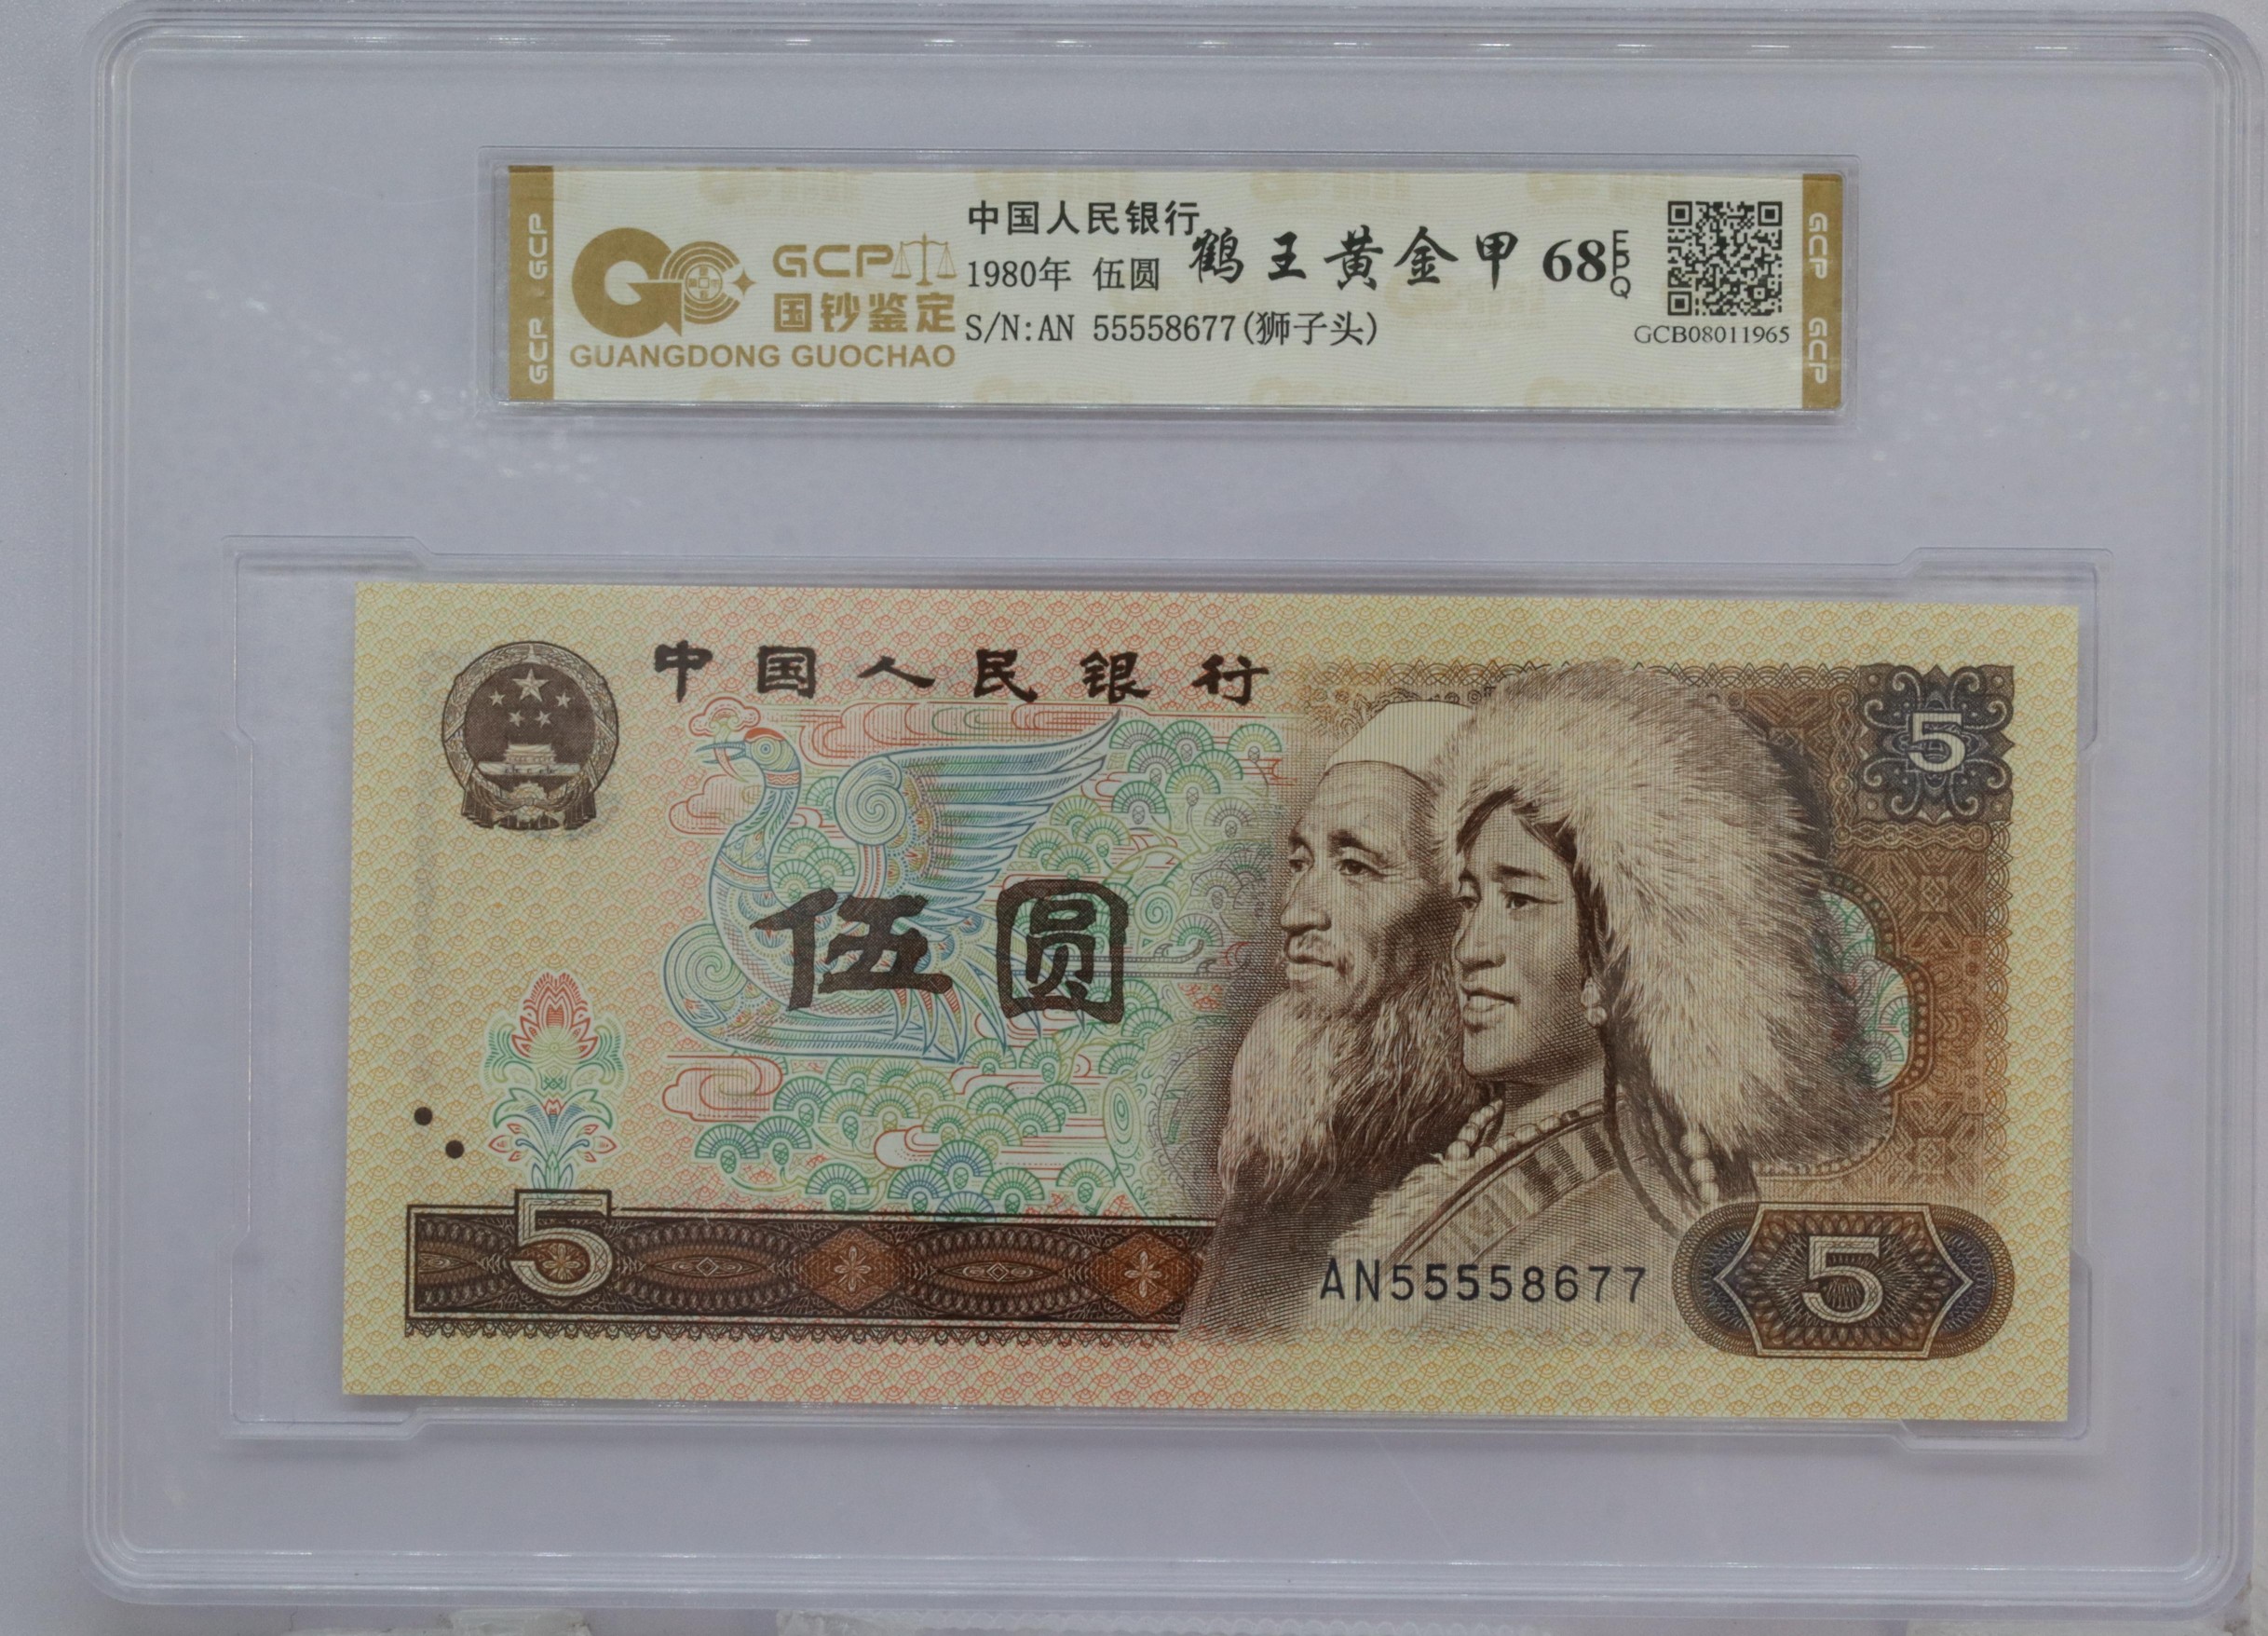 GCP GCP
GCP
国钞鉴定
GUANGDONG GUOCHAO
中国人民银行
1980年 伍圆
S/N:AN 55558677(狮子头)
鹤王黄金甲 68 EPQ
GCB08011965
GCP GCP
中国人民银行
5
伍圆
5
AN55558677
5